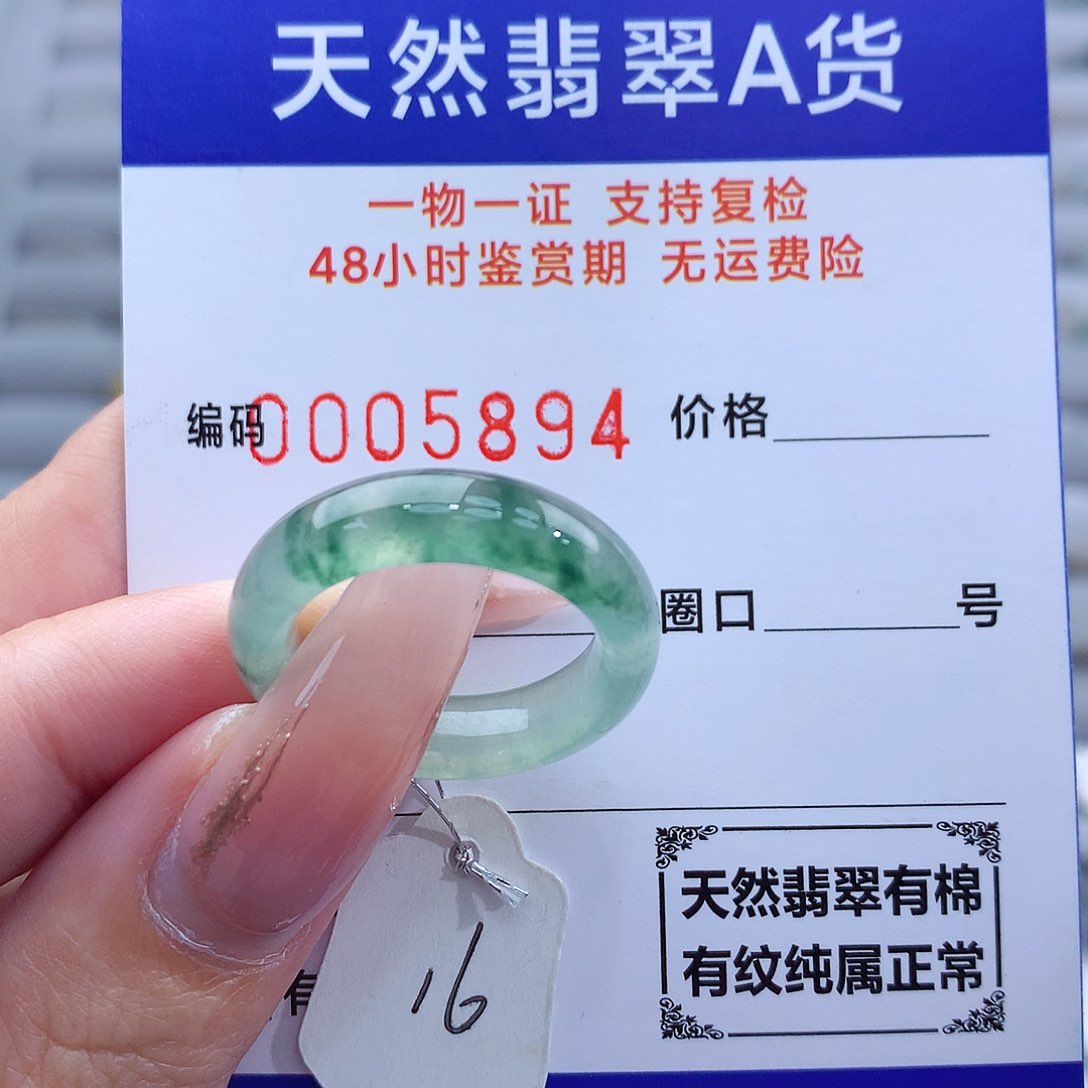 天然翡翠A货
一物一证 支持复检
48小时鉴赏期 无运费险
编码0005894 价格
圈口 号
天然翡翠有棉
有纹纯属正常
有
16